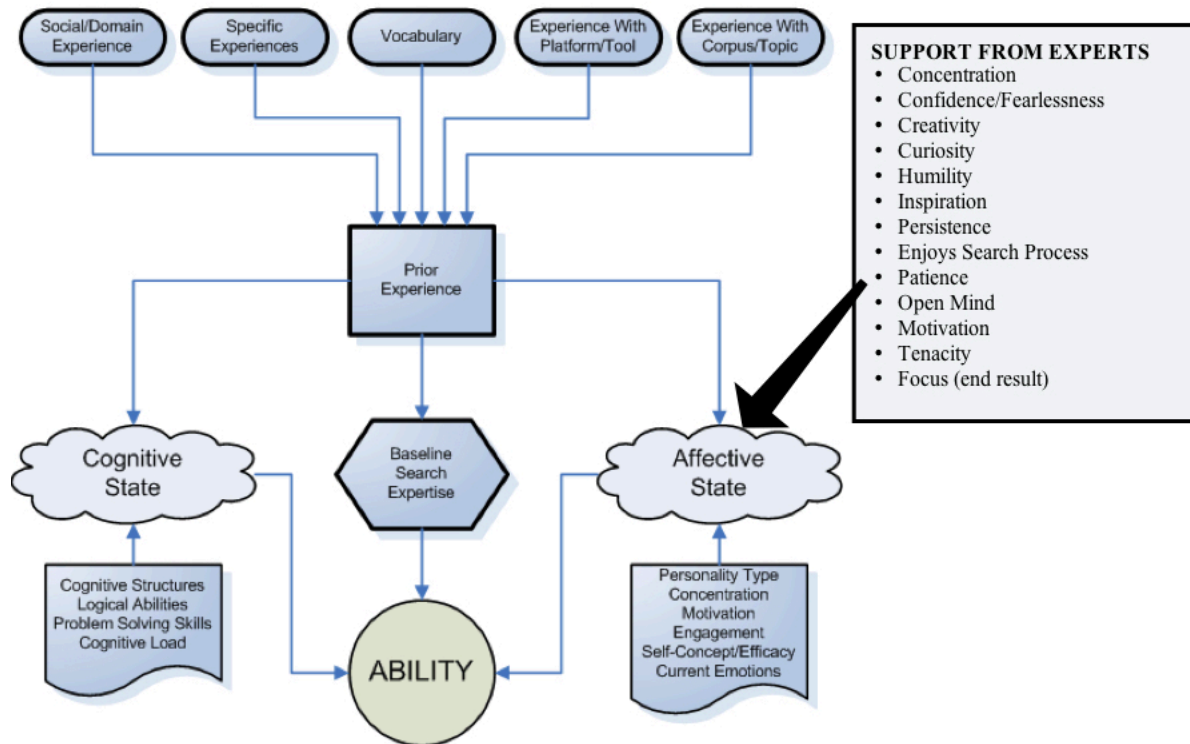 Social/Domain
Experience
Specific
Experiences
Vocabulary
Experience With
Platform/Tool
Experience With
Corpus/Topic
SUPPORT FROM EXPERTS
• Concentration
• Confidence/Fearlessness
• Creativity
• Curiosity
• Humility
• Inspiration
• Persistence
• Enjoys Search Process
• Patience
• Open Mind
• Motivation
• Tenacity
• Focus (end result)
Prior
Experience
Cognitive
State
Baseline
Search
Expertise
Affective
State
Cognitive Structures
Logical Abilities
Problem Solving Skills
Cognitive Load
ABILITY
Personality Type
Concentration
Motivation
Engagement
Self-Concept/Efficacy
Current Emotions